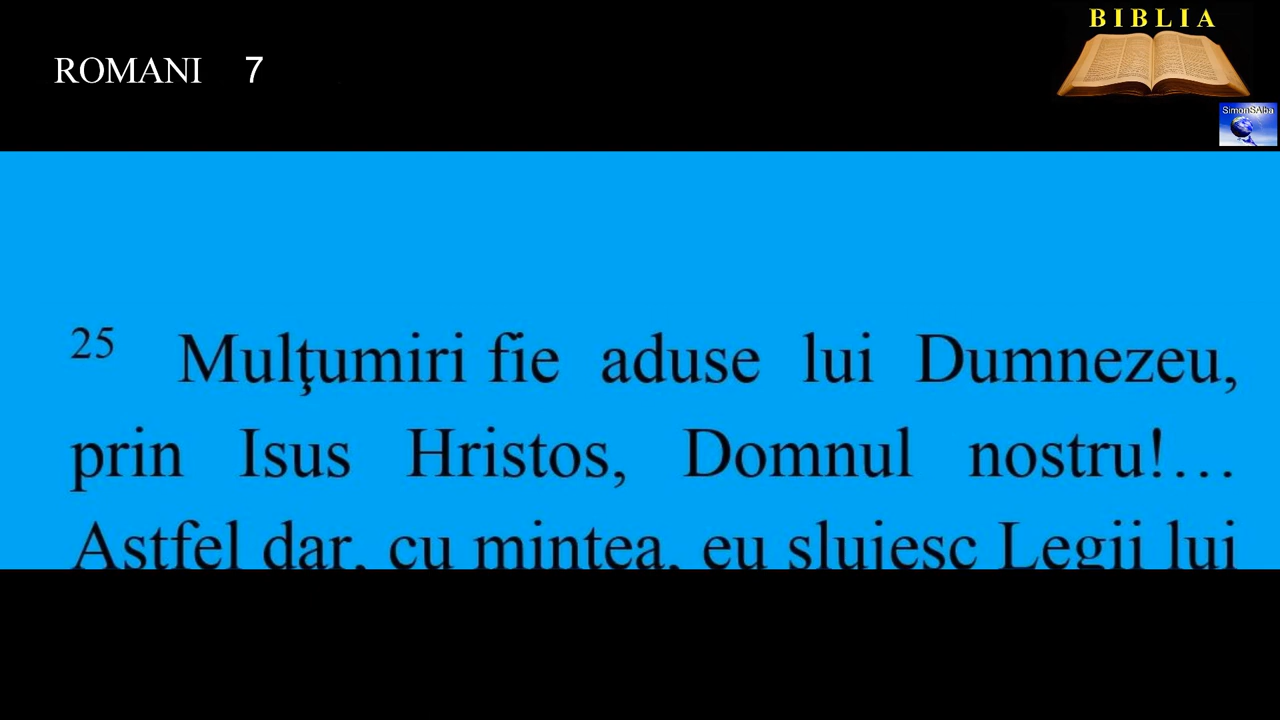 BIBLIA
ROMANI 7
SimonSAlba
25 Mulţumiri fie aduse lui Dumnezeu,
prin Isus Hristos, Domnul nostru!…
Astfel dar, cu mintea, eu slujesc Legii lui